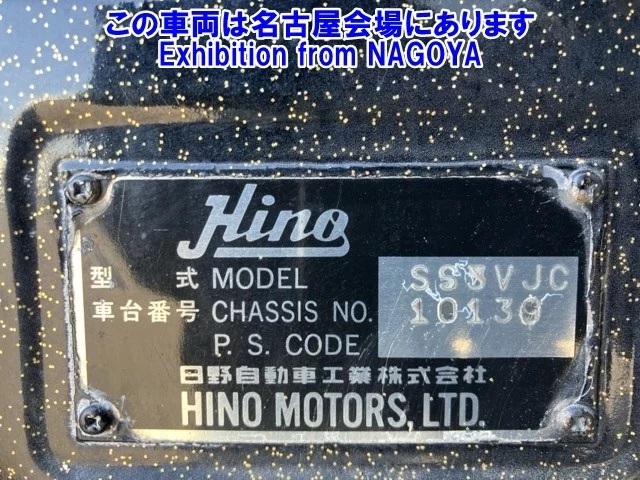 この車両は名古屋会場にあります
Exhibition from NAGOYA
Hino
型 式 MODEL SS3VJC
車台番号 CHASSIS NO. 10139
P. S. CODE
日野自動車工業株式会社
HINO MOTORS, LTD.